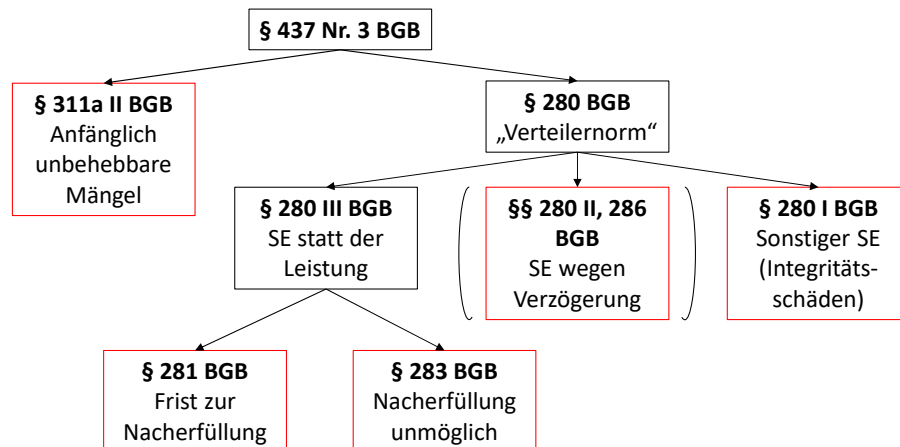 § 437 Nr. 3 BGB
§ 311a II BGB
Anfänglich
unbehebbare
Mängel
§ 280 BGB
„Verteilernorm“
§ 280 III BGB
SE statt der
Leistung
§§ 280 II, 286
BGB
SE wegen
Verzögerung
§ 280 I BGB
Sonstiger SE
(Integritäts-
schäden)
§ 281 BGB
Frist zur
Nacherfüllung
§ 283 BGB
Nacherfüllung
unmöglich